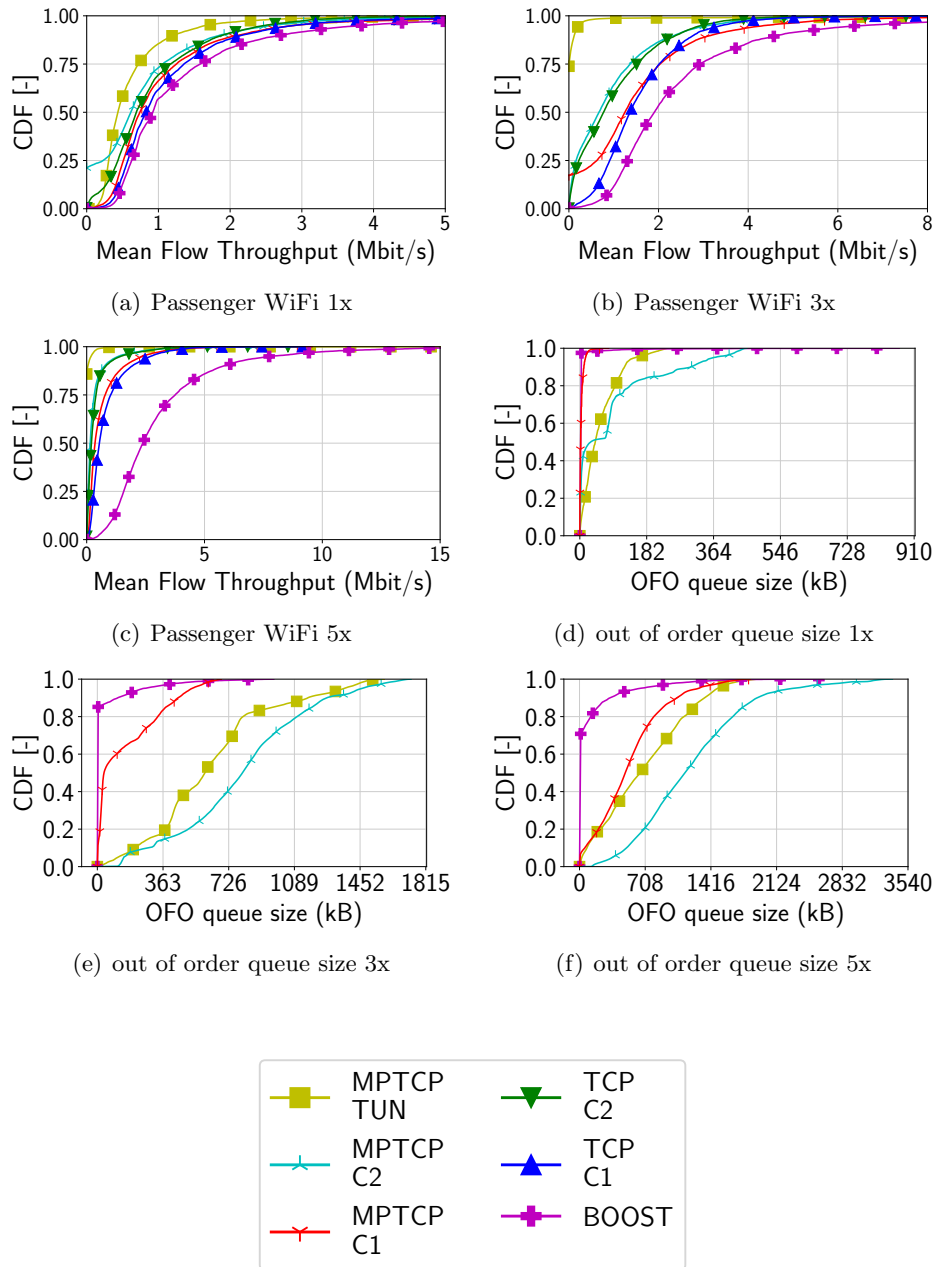 1.00
0.75
0.50
0.25
0.00
CDF [-]
0 1 2 3 4 5
Mean Flow Throughput (Mbit/s)
(a) Passenger WiFi 1x
1.00
0.75
0.50
0.25
0.00
CDF [-]
0 2 4 6 8
Mean Flow Throughput (Mbit/s)
(b) Passenger WiFi 3x
1.00
0.75
0.50
0.25
0.00
CDF [-]
0 5 10 15
Mean Flow Throughput (Mbit/s)
(c) Passenger WiFi 5x
1.0
0.8
0.6
0.4
0.2
0.0
CDF [-]
0 182 364 546 728 910
OFO queue size (kB)
(d) out of order queue size 1x
1.0
0.8
0.6
0.4
0.2
0.0
CDF [-]
0 363 726 1089 1452 1815
OFO queue size (kB)
(e) out of order queue size 3x
1.0
0.8
0.6
0.4
0.2
0.0
CDF [-]
0 708 1416 2124 2832 3540
OFO queue size (kB)
(f) out of order queue size 5x
MPTCP
TUN
MPTCP
C2
MPTCP
C1
TCP
C2
TCP
C1
BOOST